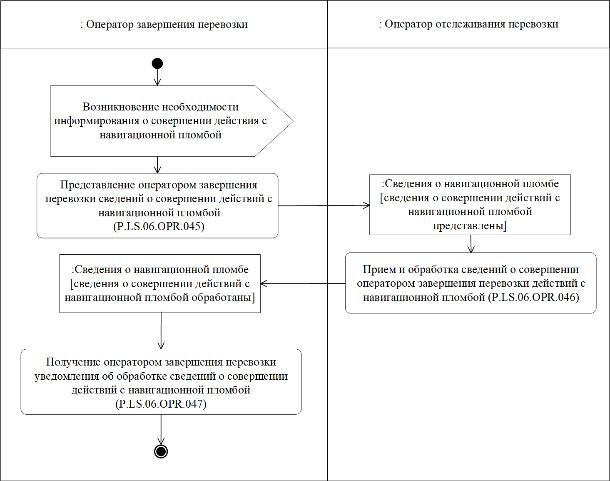 : Оператор завершения перевозки
: Оператор отслеживания перевозки
Возникновение необходимости
информирования о совершении действия с
навигационной пломбой
Представление оператором завершения
перевозки сведений о совершении действий с
навигационной пломбой
(P.LS.06.OPR.045)
:Сведения о навигационной пломбе
[сведения о совершении действий с
навигационной пломбой
представлены]
:Сведения о навигационной пломбе
[сведения о совершении действий с
навигационной пломбой обработаны]
Прием и обработка сведений о совершении
оператором завершения перевозки действий с
навигационной пломбой (P.LS.06.OPR.046)
Получение оператором завершения перевозки
уведомления об обработке сведений о совершении
действий с навигационной пломбой
(P.LS.06.OPR.047)